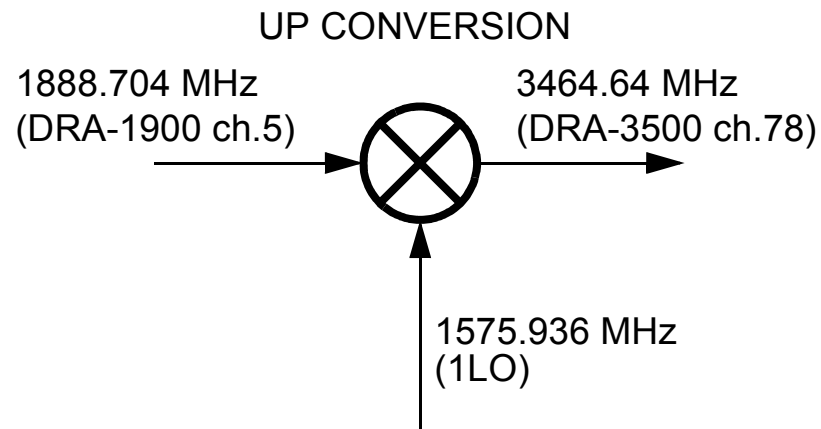 UP CONVERSION
1888.704 MHz
(DRA-1900 ch.5)
3464.64 MHz
(DRA-3500 ch.78)
1575.936 MHz
(1LO)